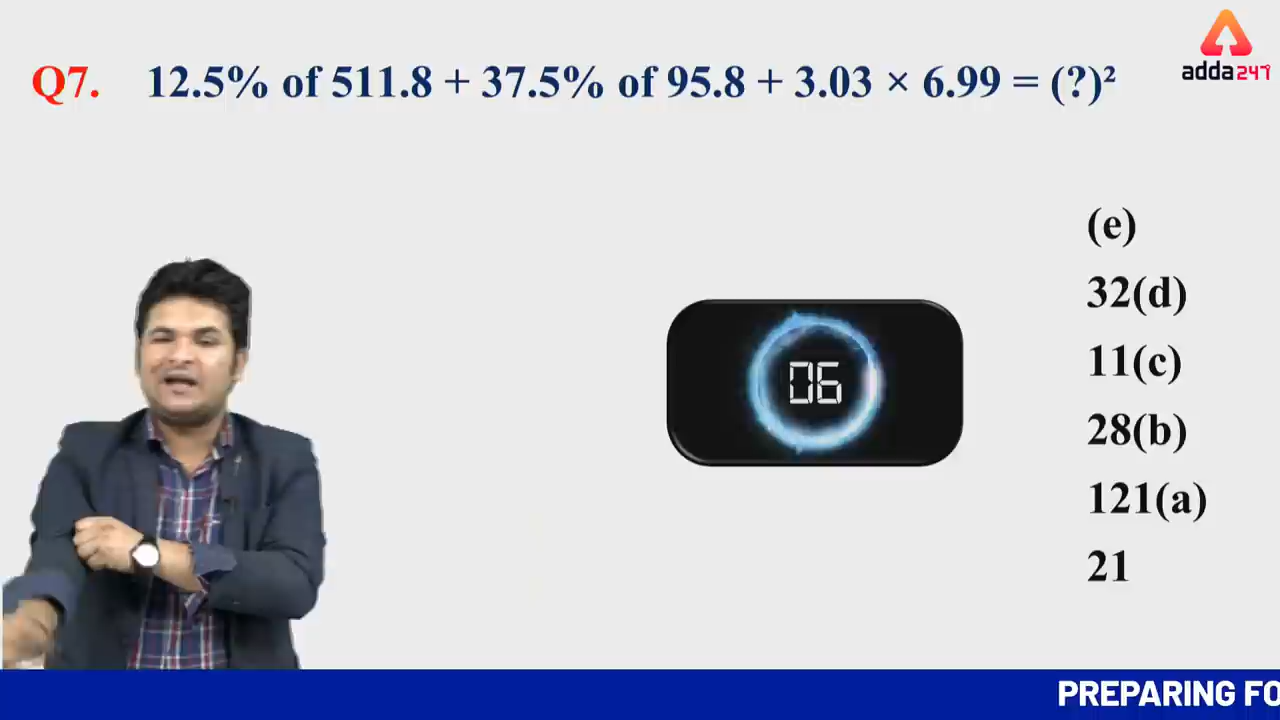 Q7. 12.5% of 511.8 + 37.5% of 95.8 + 3.03 × 6.99 = (?)²
adda247
(e)
32(d)
11(c)
28(b)
121(a)
21
06
PREPARING FO